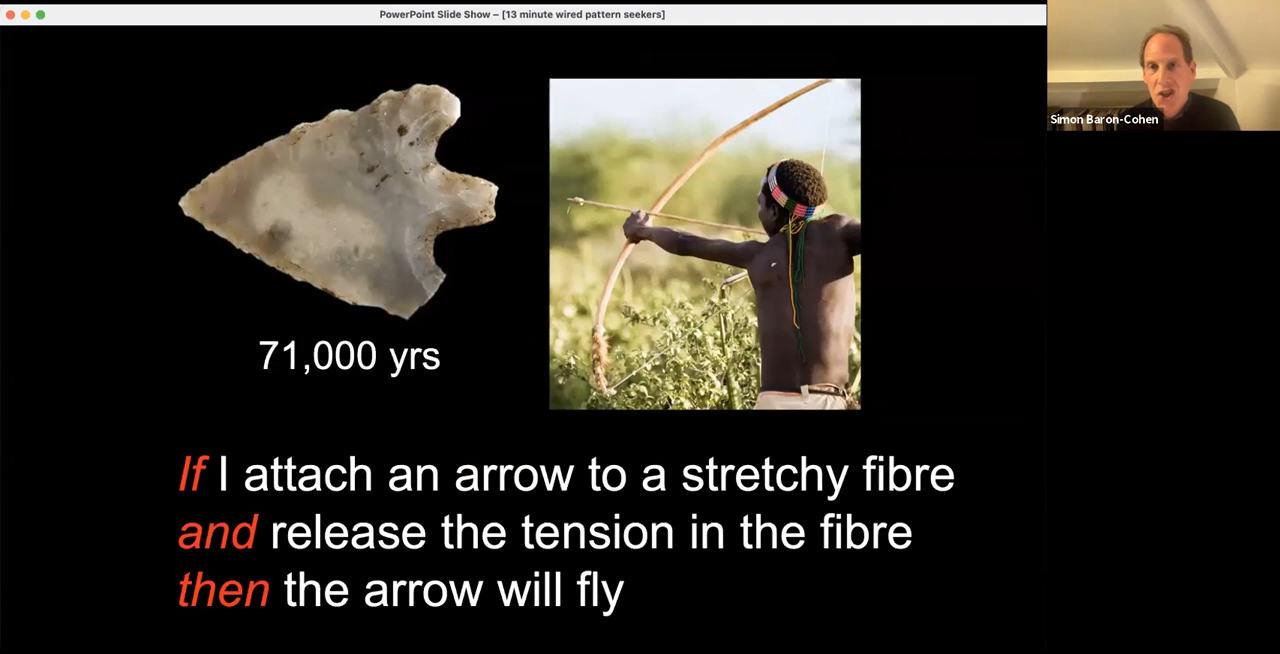 PowerPoint Slide Show – [13 minute wired pattern seekers]
Simon Baron-Cohen
71,000 yrs
If I attach an arrow to a stretchy fibre
and release the tension in the fibre
then the arrow will fly